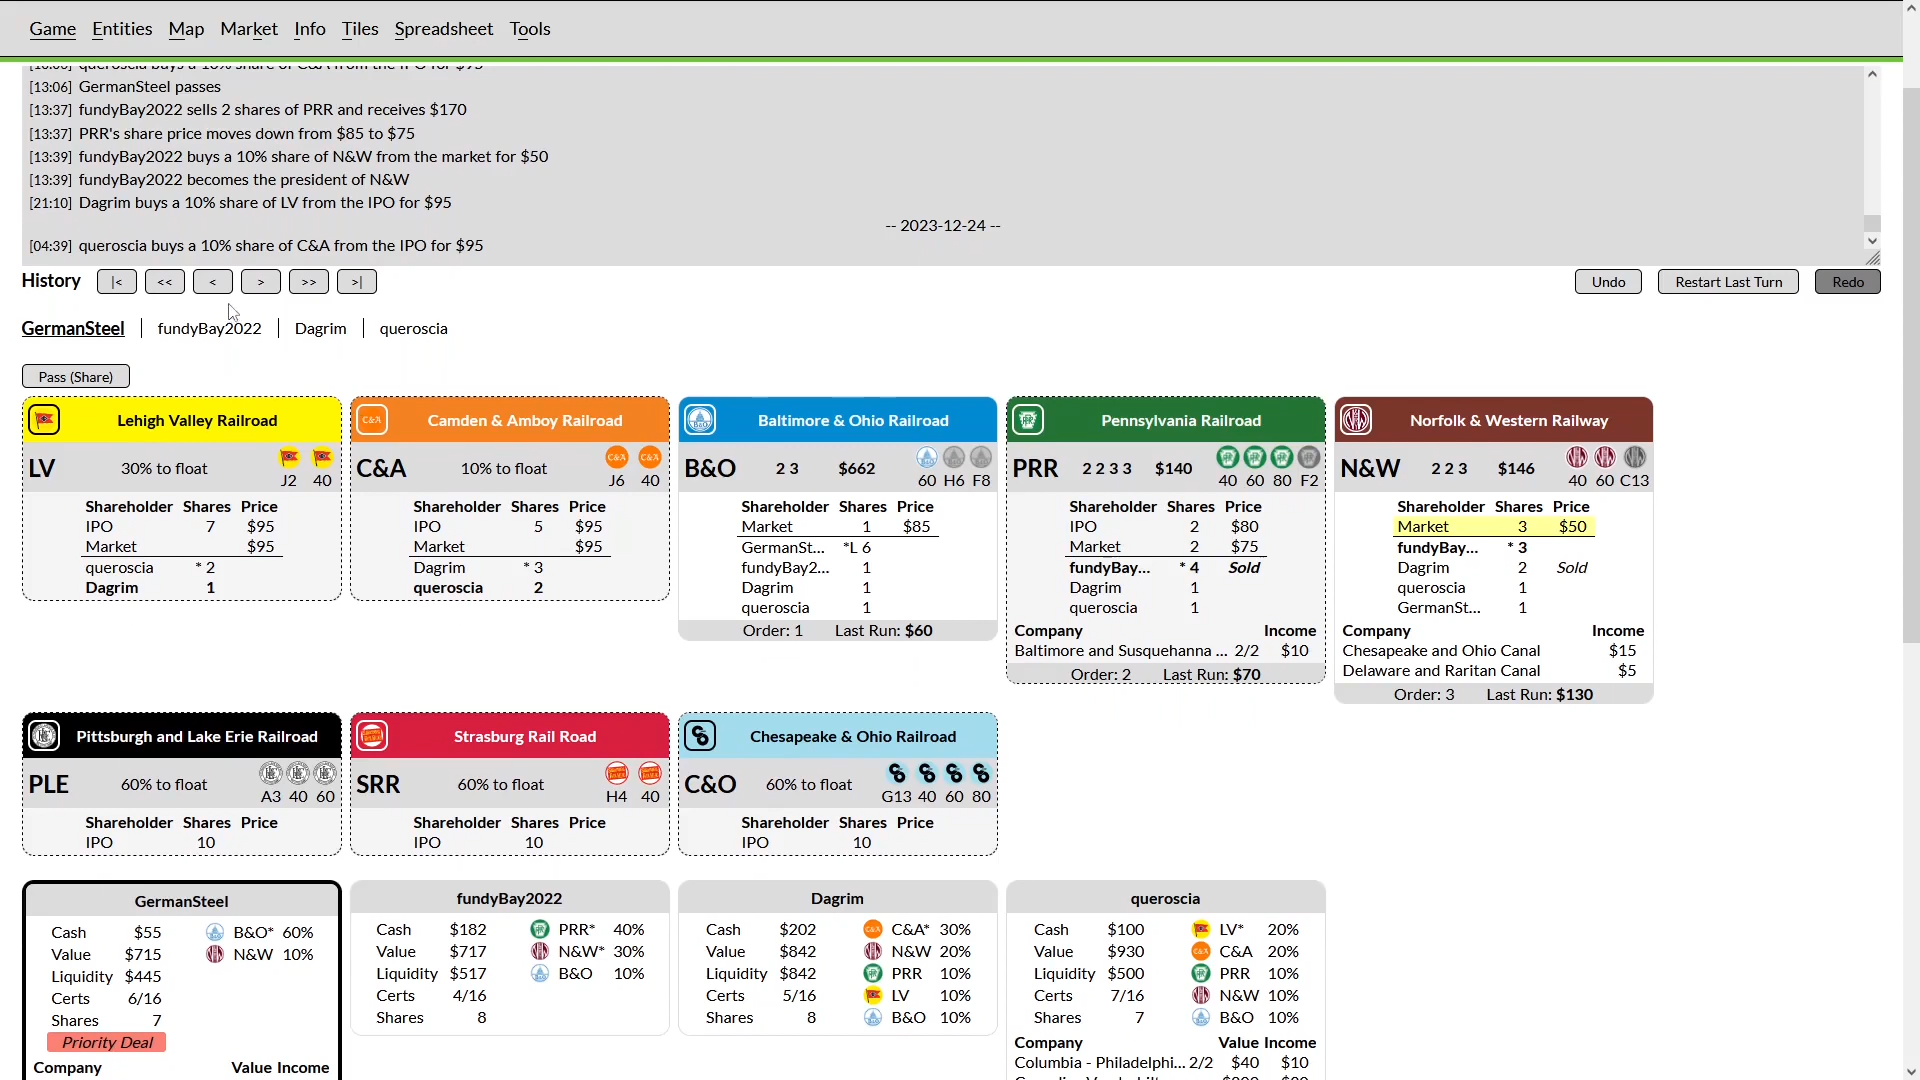 Game Entities Map Market Info Tiles Spreadsheet Tools
queroscia buys a 10% share of C&A from the IPO for $95
[13:06] GermanSteel passes
[13:37] fundyBay2022 sells 2 shares of PRR and receives $170
[13:37] PRR's share price moves down from $85 to $75
[13:39] fundyBay2022 buys a 10% share of N&W from the market for $50
[13:39] fundyBay2022 becomes the president of N&W
[21:10] Dagrim buys a 10% share of LV from the IPO for $95
-- 2023-12-24 --
[04:39] queroscia buys a 10% share of C&A from the IPO for $95
History |< << < > >> >| Undo Restart Last Turn Redo
GermanSteel fundyBay2022 Dagrim queroscia
Pass (Share)
Lehigh Valley Railroad
LV 30% to float J2 40
Shareholder Shares Price
IPO 7 $95
Market $95
queroscia * 2
Dagrim 1
C&A Camden & Amboy Railroad
C&A 10% to float C&A C&A J6 40
Shareholder Shares Price
IPO 5 $95
Market $95
Dagrim * 3
queroscia 2
Baltimore & Ohio Railroad
B&O 2 3 $662 60 H6 F8
Shareholder Shares Price
Market 1 $85
GermanSt... *L 6
fundyBay2... 1
Dagrim 1
queroscia 1
Order: 1 Last Run: $60
Pennsylvania Railroad
PRR 2 2 3 3 $140 40 60 80 F2
Shareholder Shares Price
IPO 2 $80
Market 2 $75
fundyBay... * 4 Sold
Dagrim 1
queroscia 1
Company Income
Baltimore and Susquehanna ... 2/2 $10
Order: 2 Last Run: $70
Norfolk & Western Railway
N&W 2 2 3 $146 40 60 C13
Shareholder Shares Price
Market 3 $50
fundyBay... * 3
Dagrim 2 Sold
queroscia 1
GermanSt... 1
Company Income
Chesapeake and Ohio Canal $15
Delaware and Raritan Canal $5
Order: 3 Last Run: $130
Pittsburgh and Lake Erie Railroad
PLE 60% to float A3 40 60
Shareholder Shares Price
IPO 10
Strasburg Rail Road
SRR 60% to float H4 40
Shareholder Shares Price
IPO 10
Chesapeake & Ohio Railroad
C&O 60% to float G13 40 60 80
Shareholder Shares Price
IPO 10
GermanSteel
Cash $55 B&O* 60%
Value $715 N&W 10%
Liquidity $445
Certs 6/16
Shares 7
Priority Deal
Company Value Income
fundyBay2022
Cash $182 PRR* 40%
Value $717 N&W* 30%
Liquidity $517 B&O 10%
Certs 4/16
Shares 8
Dagrim
Cash $202 C&A* 30%
Value $842 N&W 20%
Liquidity $842 PRR 10%
Certs 5/16 LV 10%
Shares 8 B&O 10%
queroscia
Cash $100 LV* 20%
Value $930 C&A 20%
Liquidity $500 PRR 10%
Certs 7/16 N&W 10%
Shares 7 B&O 10%
Company Value Income
Columbia - Philadelphi... 2/2 $40 $10